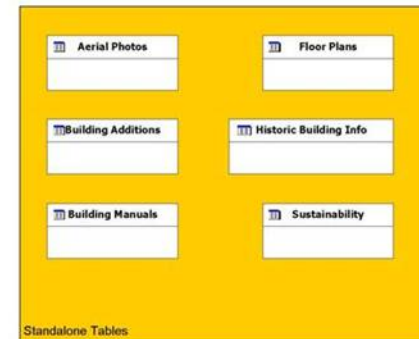 Aerial Photos
Floor Plans
Building Additions
Historic Building Info
Building Manuals
Sustainability
Standalone Tables